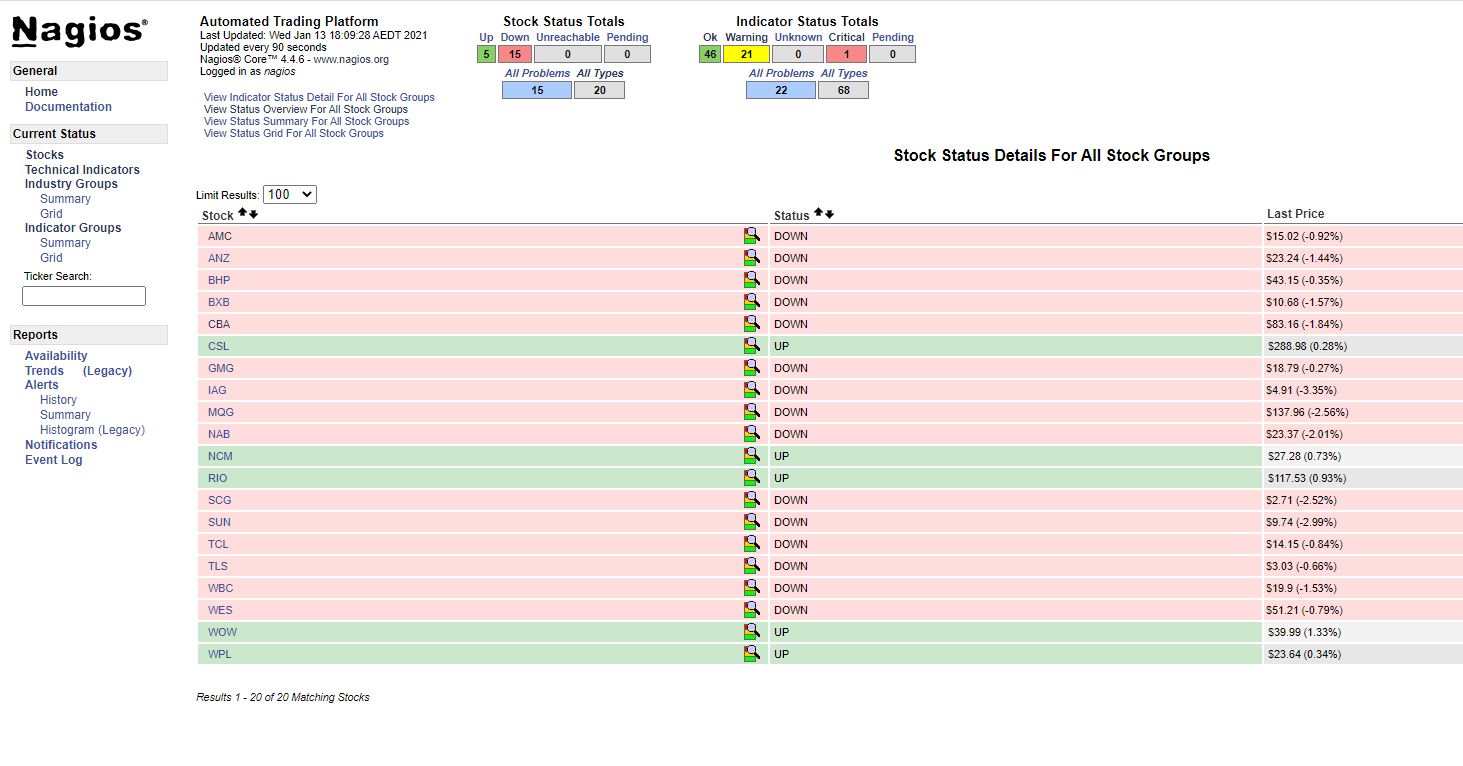 Nagios®
General
Home
Documentation
Current Status
Stocks
Technical Indicators
Industry Groups
Summary
Grid
Indicator Groups
Summary
Grid
Ticker Search:
Reports
Availability
Trends (Legacy)
Alerts
History
Summary
Histogram (Legacy)
Notifications
Event Log
Automated Trading Platform
Last Updated: Wed Jan 13 18:09:28 AEDT 2021
Updated every 90 seconds
Nagios® Core™ 4.4.6 - www.nagios.org
Logged in as nagios
View Indicator Status Detail For All Stock Groups
View Status Overview For All Stock Groups
View Status Summary For All Stock Groups
View Status Grid For All Stock Groups
Stock Status Totals
Up Down Unreachable Pending
5 15 0 0
All Problems All Types
15 20
Indicator Status Totals
Ok Warning Unknown Critical Pending
46 21 0 1 0
All Problems All Types
22 68
Stock Status Details For All Stock Groups
Limit Results: 100
Stock Status Last Price
AMC DOWN $15.02 (-0.92%)
ANZ DOWN $23.24 (-1.44%)
BHP DOWN $43.15 (-0.35%)
BXB DOWN $10.68 (-1.57%)
CBA DOWN $83.16 (-1.84%)
CSL UP $288.98 (0.28%)
GMG DOWN $18.79 (-0.27%)
IAG DOWN $4.91 (-3.35%)
MQG DOWN $137.96 (-2.56%)
NAB DOWN $23.37 (-2.01%)
NCM UP $27.28 (0.73%)
RIO UP $117.53 (0.93%)
SCG DOWN $2.71 (-2.52%)
SUN DOWN $9.74 (-2.99%)
TCL DOWN $14.15 (-0.84%)
TLS DOWN $3.03 (-0.66%)
WBC DOWN $19.9 (-1.53%)
WES DOWN $51.21 (-0.79%)
WOW UP $39.99 (1.33%)
WPL UP $23.64 (0.34%)
Results 1 - 20 of 20 Matching Stocks